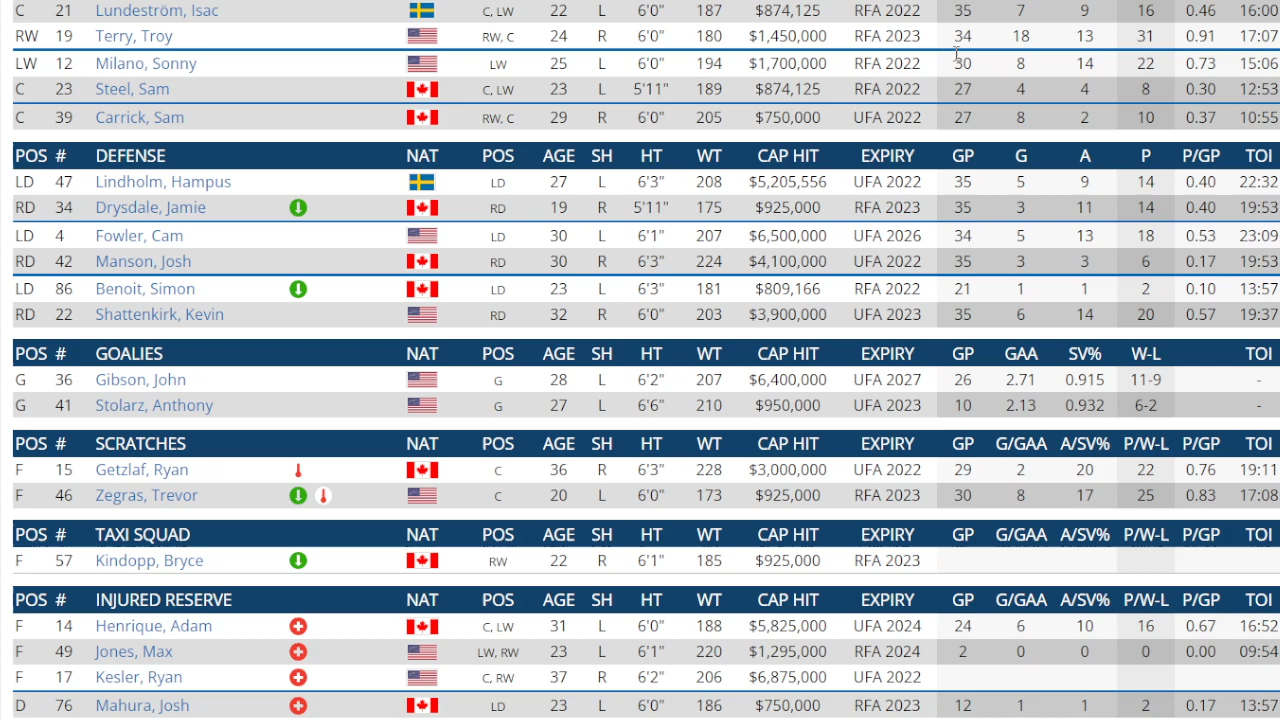 C 21 Lundeström, Isac C, LW 22 L 6'0" 187 $874,125 RFA 2022 35 7 9 16 0.46 16:00
RW 19 Terry, Troy RW, C 24 R 6'0" 180 $1,450,000 RFA 2023 34 18 13 31 0.91 17:07
LW 12 Milano, Sonny LW 25 L 6'0" 194 $1,700,000 RFA 2022 30 8 14 22 0.73 15:06
C 23 Steel, Sam C, LW 23 L 5'11" 189 $874,125 RFA 2022 27 4 4 8 0.30 12:53
C 39 Carrick, Sam RW, C 29 R 6'0" 205 $750,000 UFA 2022 27 8 2 10 0.37 10:55
POS # DEFENSE NAT POS AGE SH HT WT CAP HIT EXPIRY GP G A P P/GP TOI
LD 47 Lindholm, Hampus LD 27 L 6'3" 208 $5,205,556 UFA 2022 35 5 9 14 0.40 22:32
RD 34 Drysdale, Jamie RD 19 R 5'11" 175 $925,000 RFA 2023 35 3 11 14 0.40 19:53
LD 4 Fowler, Cam LD 30 L 6'1" 207 $6,500,000 UFA 2026 34 5 13 18 0.53 23:09
RD 42 Manson, Josh RD 30 R 6'3" 224 $4,100,000 UFA 2022 35 3 3 6 0.17 19:53
LD 86 Benoit, Simon LD 23 L 6'3" 181 $809,166 RFA 2022 21 1 1 2 0.10 13:57
RD 22 Shattenkirk, Kevin RD 32 R 6'0" 203 $3,900,000 UFA 2023 35 6 14 20 0.57 19:37
POS # GOALIES NAT POS AGE SH HT WT CAP HIT EXPIRY GP GAA SV% W-L TOI
G 36 Gibson, John G 28 L 6'2" 207 $6,400,000 UFA 2027 26 2.71 0.915 11-9 -
G 41 Stolarz, Anthony G 27 L 6'6" 210 $950,000 UFA 2023 10 2.13 0.932 6-2 -
POS # SCRATCHES NAT POS AGE SH HT WT CAP HIT EXPIRY GP G/GAA A/SV% P/W-L P/GP TOI
F 15 Getzlaf, Ryan C 36 R 6'3" 228 $3,000,000 UFA 2022 29 2 20 22 0.76 19:11
F 46 Zegras, Trevor C 20 L 6'0" 173 $925,000 RFA 2023 30 8 17 25 0.83 17:08
POS # TAXI SQUAD NAT POS AGE SH HT WT CAP HIT EXPIRY GP G/GAA A/SV% P/W-L P/GP TOI
F 57 Kindopp, Bryce RW 22 R 6'1" 185 $925,000 RFA 2023
POS # INJURED RESERVE NAT POS AGE SH HT WT CAP HIT EXPIRY GP G/GAA A/SV% P/W-L P/GP TOI
F 14 Henrique, Adam C, LW 31 L 6'0" 188 $5,825,000 UFA 2024 24 6 10 16 0.67 16:52
F 49 Jones, Max LW, RW 23 L 6'1" 220 $1,295,000 RFA 2024 2 0 0 0 0.00 09:54
F 17 Kesler, Ryan C, RW 37 R 6'2" 206 $6,875,000 UFA 2022
D 76 Mahura, Josh LD 23 L 6'0" 186 $750,000 RFA 2023 12 1 1 2 0.17 13:57